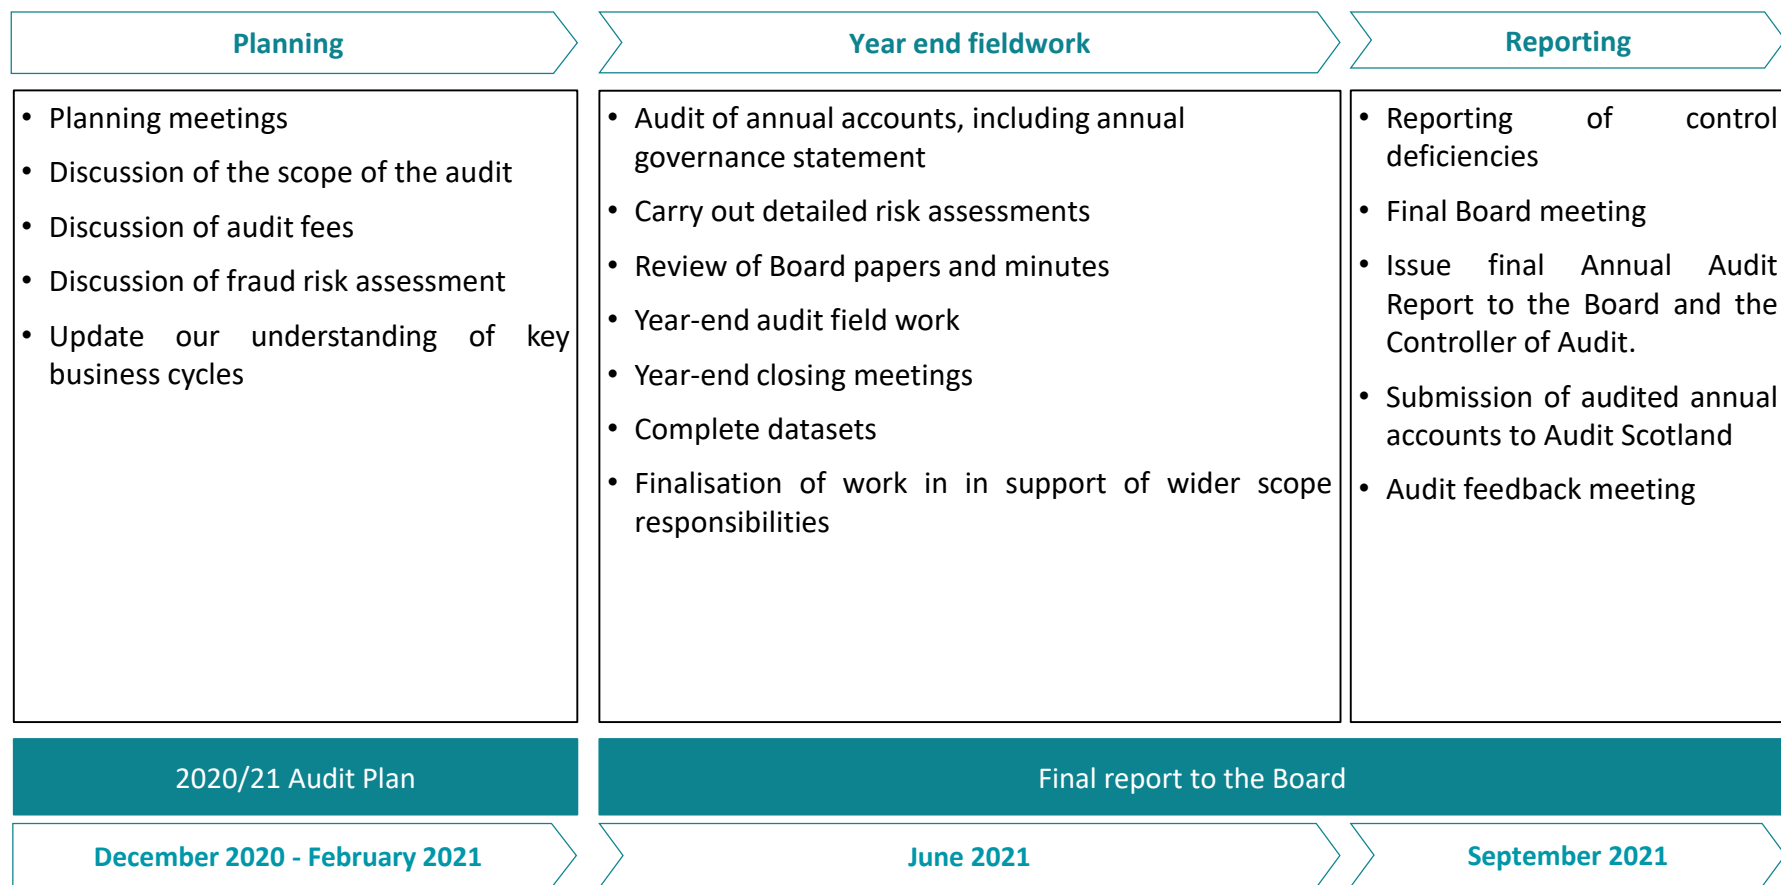 Planning
Year end fieldwork
Reporting
• Planning meetings
• Discussion of the scope of the audit
• Discussion of audit fees
• Discussion of fraud risk assessment
• Update our understanding of key
business cycles
• Audit of annual accounts, including annual
governance statement
• Carry out detailed risk assessments
• Review of Board papers and minutes
• Year-end audit field work
• Year-end closing meetings
• Complete datasets
• Finalisation of work in in support of wider scope
responsibilities
• Reporting of control
deficiencies
• Final Board meeting
• Issue final Annual Audit
Report to the Board and the
Controller of Audit.
• Submission of audited annual
accounts to Audit Scotland
• Audit feedback meeting
2020/21 Audit Plan
Final report to the Board
December 2020 - February 2021
June 2021
September 2021